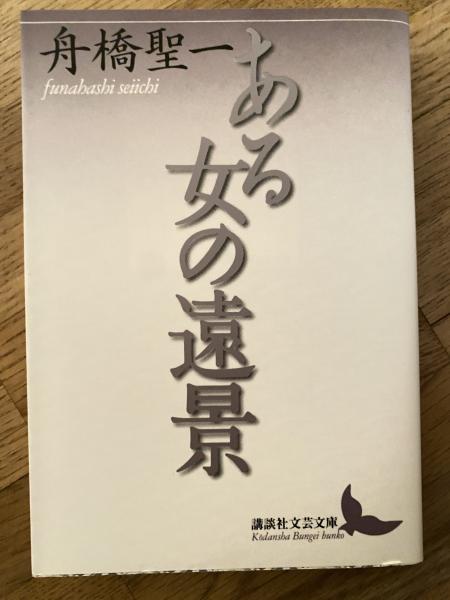 舟橋聖一
funahashi seiichi
ある
女の遠景
講談社文芸文庫
Kōdansha Bungei bunko